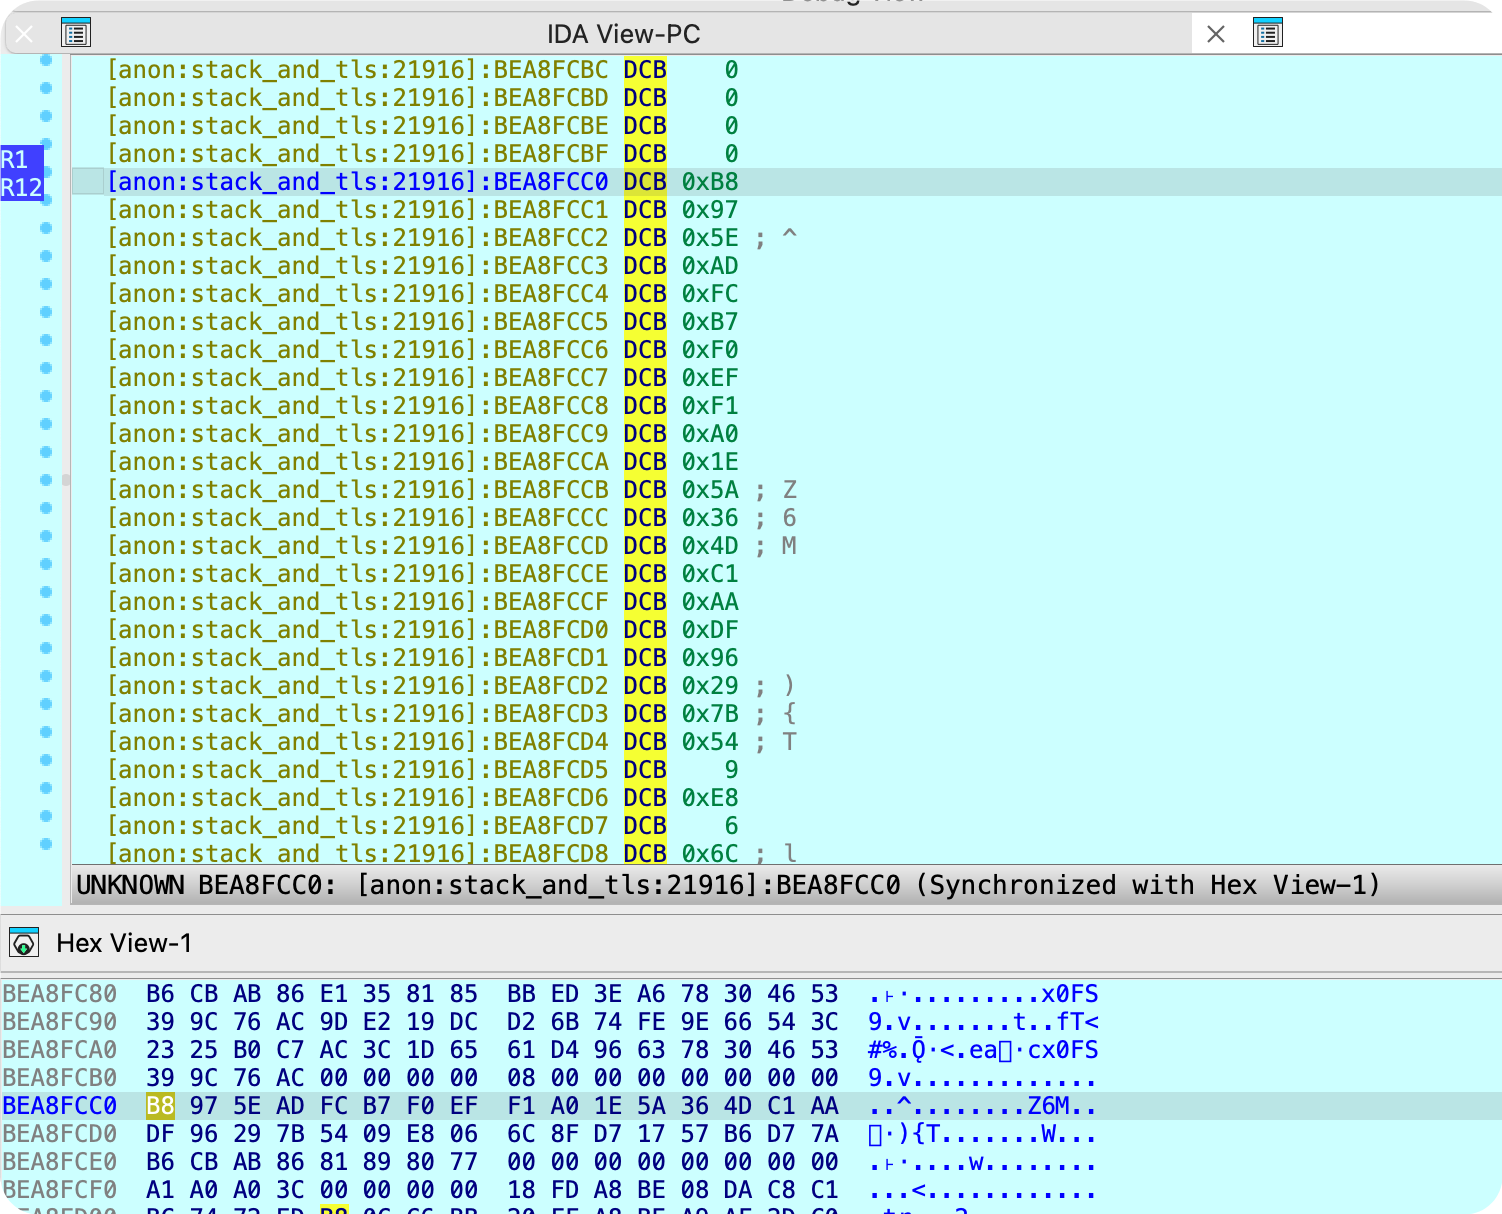 IDA View-PC
[anon:stack_and_tls:21916]:BEA8FCBC DCB 0
[anon:stack_and_tls:21916]:BEA8FCBD DCB 0
[anon:stack_and_tls:21916]:BEA8FCBE DCB 0
[anon:stack_and_tls:21916]:BEA8FCBF DCB 0
R1
R12
[anon:stack_and_tls:21916]:BEA8FCC0 DCB 0xB8
[anon:stack_and_tls:21916]:BEA8FCC1 DCB 0x97
[anon:stack_and_tls:21916]:BEA8FCC2 DCB 0x5E ; ^
[anon:stack_and_tls:21916]:BEA8FCC3 DCB 0xAD
[anon:stack_and_tls:21916]:BEA8FCC4 DCB 0xFC
[anon:stack_and_tls:21916]:BEA8FCC5 DCB 0xB7
[anon:stack_and_tls:21916]:BEA8FCC6 DCB 0xF0
[anon:stack_and_tls:21916]:BEA8FCC7 DCB 0xEF
[anon:stack_and_tls:21916]:BEA8FCC8 DCB 0xF1
[anon:stack_and_tls:21916]:BEA8FCC9 DCB 0xA0
[anon:stack_and_tls:21916]:BEA8FCCA DCB 0x1E
[anon:stack_and_tls:21916]:BEA8FCCB DCB 0x5A ; Z
[anon:stack_and_tls:21916]:BEA8FCCC DCB 0x36 ; 6
[anon:stack_and_tls:21916]:BEA8FCCD DCB 0x4D ; M
[anon:stack_and_tls:21916]:BEA8FCCE DCB 0xC1
[anon:stack_and_tls:21916]:BEA8FCCF DCB 0xAA
[anon:stack_and_tls:21916]:BEA8FCD0 DCB 0xDF
[anon:stack_and_tls:21916]:BEA8FCD1 DCB 0x96
[anon:stack_and_tls:21916]:BEA8FCD2 DCB 0x29 ; )
[anon:stack_and_tls:21916]:BEA8FCD3 DCB 0x7B ; {
[anon:stack_and_tls:21916]:BEA8FCD4 DCB 0x54 ; T
[anon:stack_and_tls:21916]:BEA8FCD5 DCB 9
[anon:stack_and_tls:21916]:BEA8FCD6 DCB 0xE8
[anon:stack_and_tls:21916]:BEA8FCD7 DCB 6
[anon:stack_and_tls:21916]:BEA8FCD8 DCB 0x6C ; l
UNKNOWN BEA8FCC0: [anon:stack_and_tls:21916]:BEA8FCC0 (Synchronized with Hex View-1)
Hex View-1
BEA8FC80 B6 CB AB 86 E1 35 81 85 BB ED 3E A6 78 30 46 53 .˫.........x0FS
BEA8FC90 39 9C 76 AC 9D E2 19 DC D2 6B 74 FE 9E 66 54 3C 9.v.......t..fT<
BEA8FCA0 23 25 B0 C7 AC 3C 1D 65 61 D4 96 63 78 30 46 53 #%.Ǭ<.eaԖcx0FS
BEA8FCB0 39 9C 76 AC 00 00 00 00 08 00 00 00 00 00 00 00 9.v.............
BEA8FCC0 B8 97 5E AD FC B7 F0 EF F1 A0 1E 5A 36 4D C1 AA ..^........Z6M..
BEA8FCD0 DF 96 29 7B 54 09 E8 06 6C 8F D7 17 57 B6 D7 7A ߖ){T.......W...
BEA8FCE0 B6 CB AB 86 81 89 80 77 00 00 00 00 00 00 00 00 .˫....w........
BEA8FCF0 A1 A0 A0 3C 00 00 00 00 18 FD A8 BE 08 DA C8 C1 ...<............